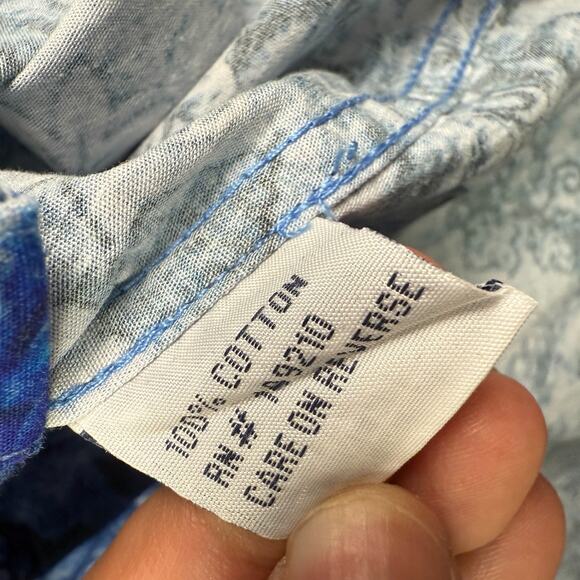 100% COTTON
RN# 149210
CARE ON REVERSE